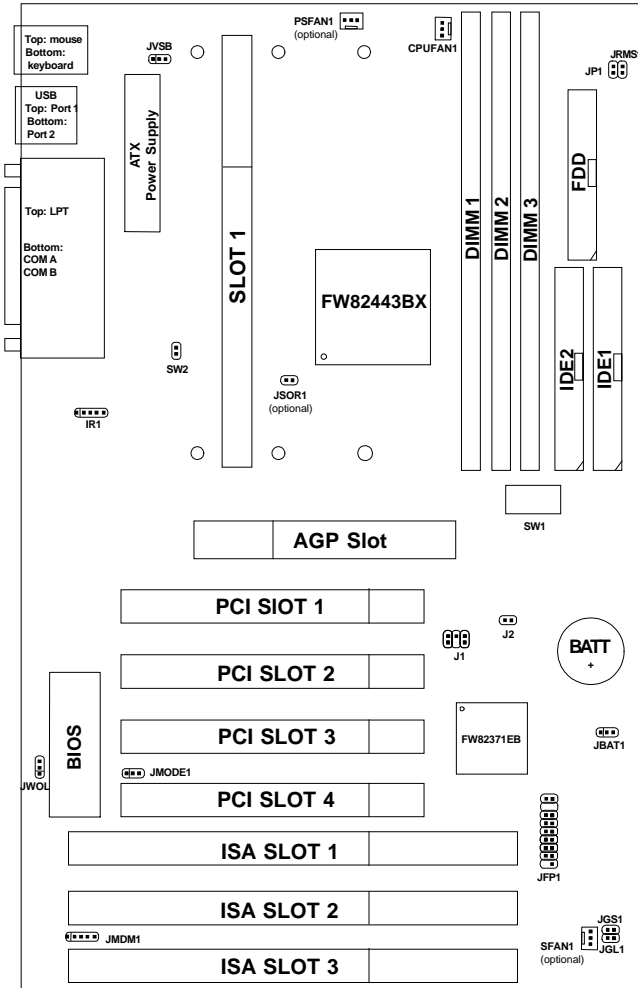 Top: mouse
Bottom:
keyboard
JVSB
PSFAN1
(optional)
CPUFAN1
JRMS1
JP1
USB
Top: Port 1
Bottom:
Port 2
ATX
Power Supply
FDD
Top: LPT
Bottom:
COM A
COM B
SLOT 1
DIMM 1
DIMM 2
DIMM 3
FW82443BX
SW2
IDE2
IDE1
JSOR1
(optional)
IR1
SW1
AGP Slot
PCI SlOT 1
J2
J1
BATT
+
PCI SLOT 2
BIOS
PCI SLOT 3
FW82371EB
JBAT1
JWOL
JMODE1
PCI SLOT 4
ISA SLOT 1
JFP1
ISA SLOT 2
JGS1
JMDM1
SFAN1
(optional)
JGL1
ISA SLOT 3